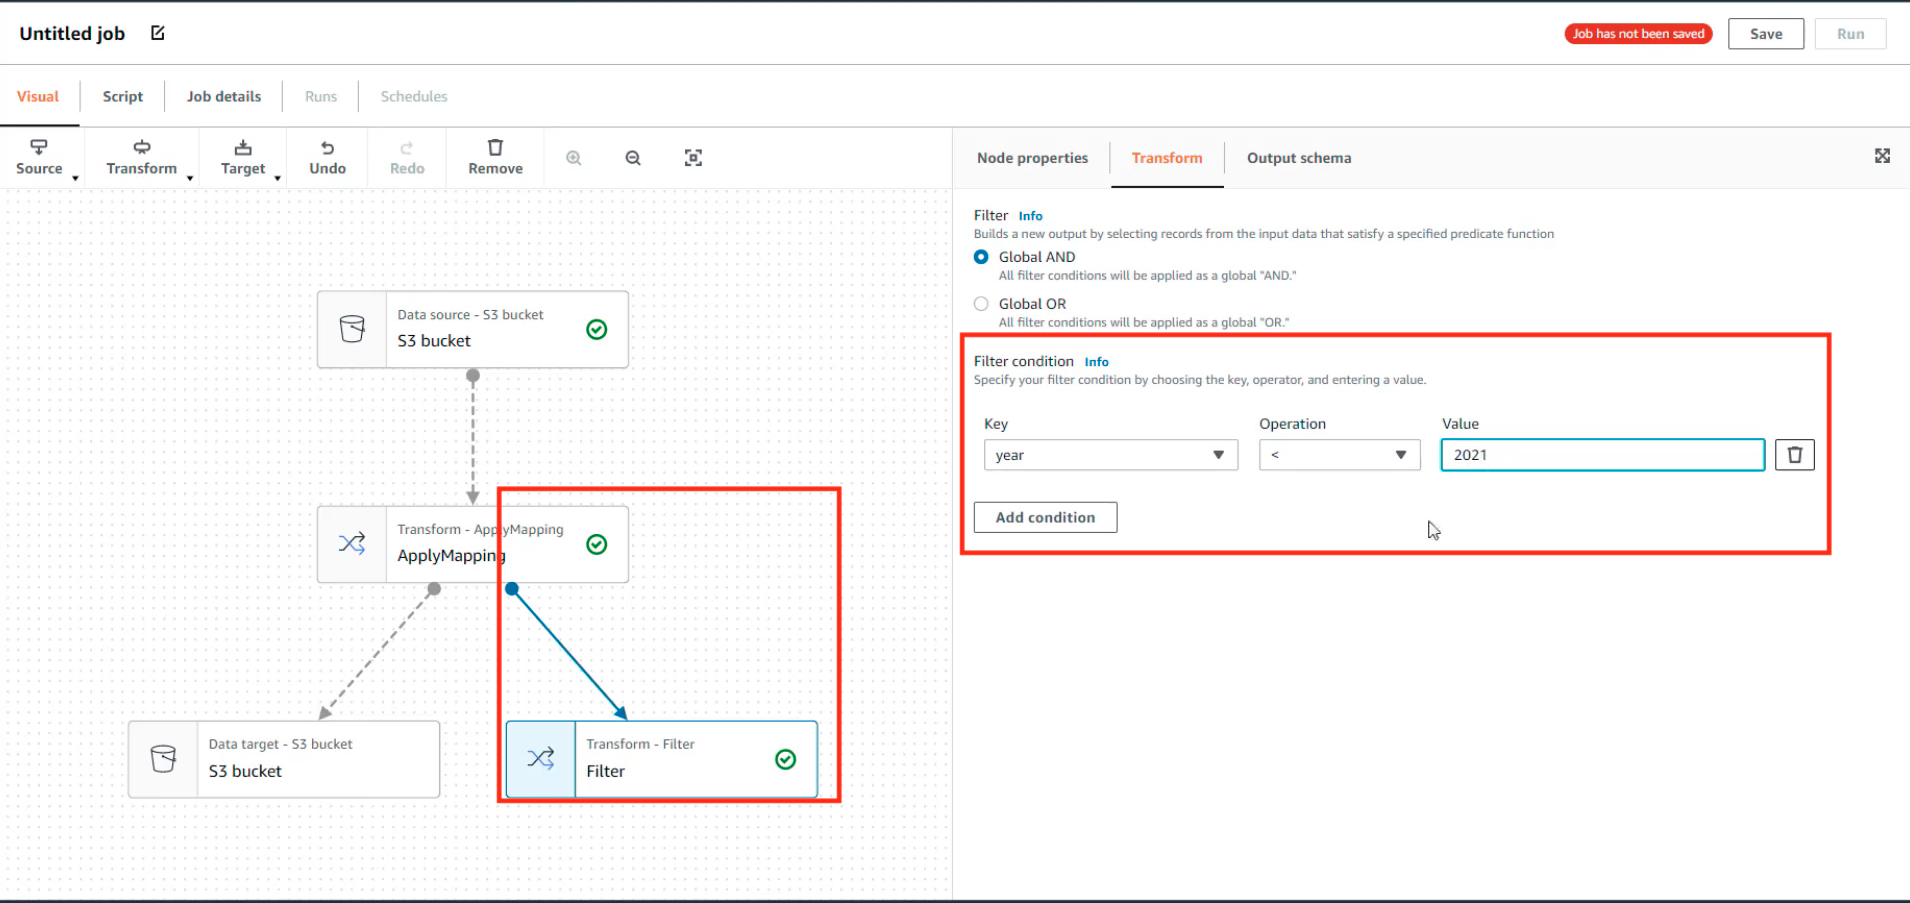 Untitled job
Job has not been saved
Save
Run
Visual
Script
Job details
Runs
Schedules
Source
Transform
Target
Undo
Redo
Remove
Node properties
Transform
Output schema
Data source - S3 bucket
S3 bucket
Transform - ApplyMapping
ApplyMapping
Data target - S3 bucket
S3 bucket
Transform - Filter
Filter
Filter Info
Builds a new output by selecting records from the input data that satisfy a specified predicate function
Global AND
All filter conditions will be applied as a global "AND."
Global OR
All filter conditions will be applied as a global "OR."
Filter condition Info
Specify your filter condition by choosing the key, operator, and entering a value.
Key Operation Value
year < 2021
Add condition